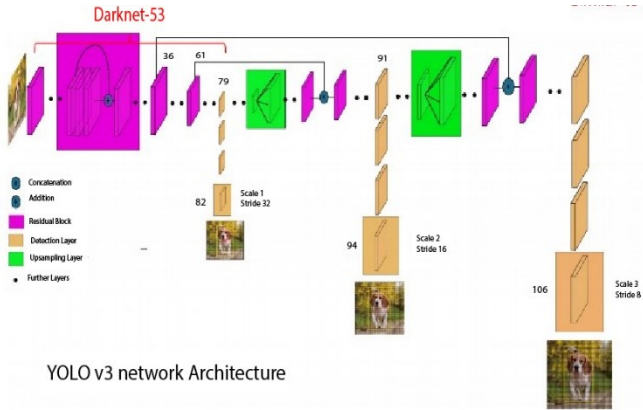 Darknet-53
36
61
79
91
82
Scale 1
Stride 32
94
Scale 2
Stride 16
106
Scale 3
Stride 8
Concatenation
Addition
Residual Block
Detection Layer
Upsampling Layer
Further Layers
YOLO v3 network Architecture